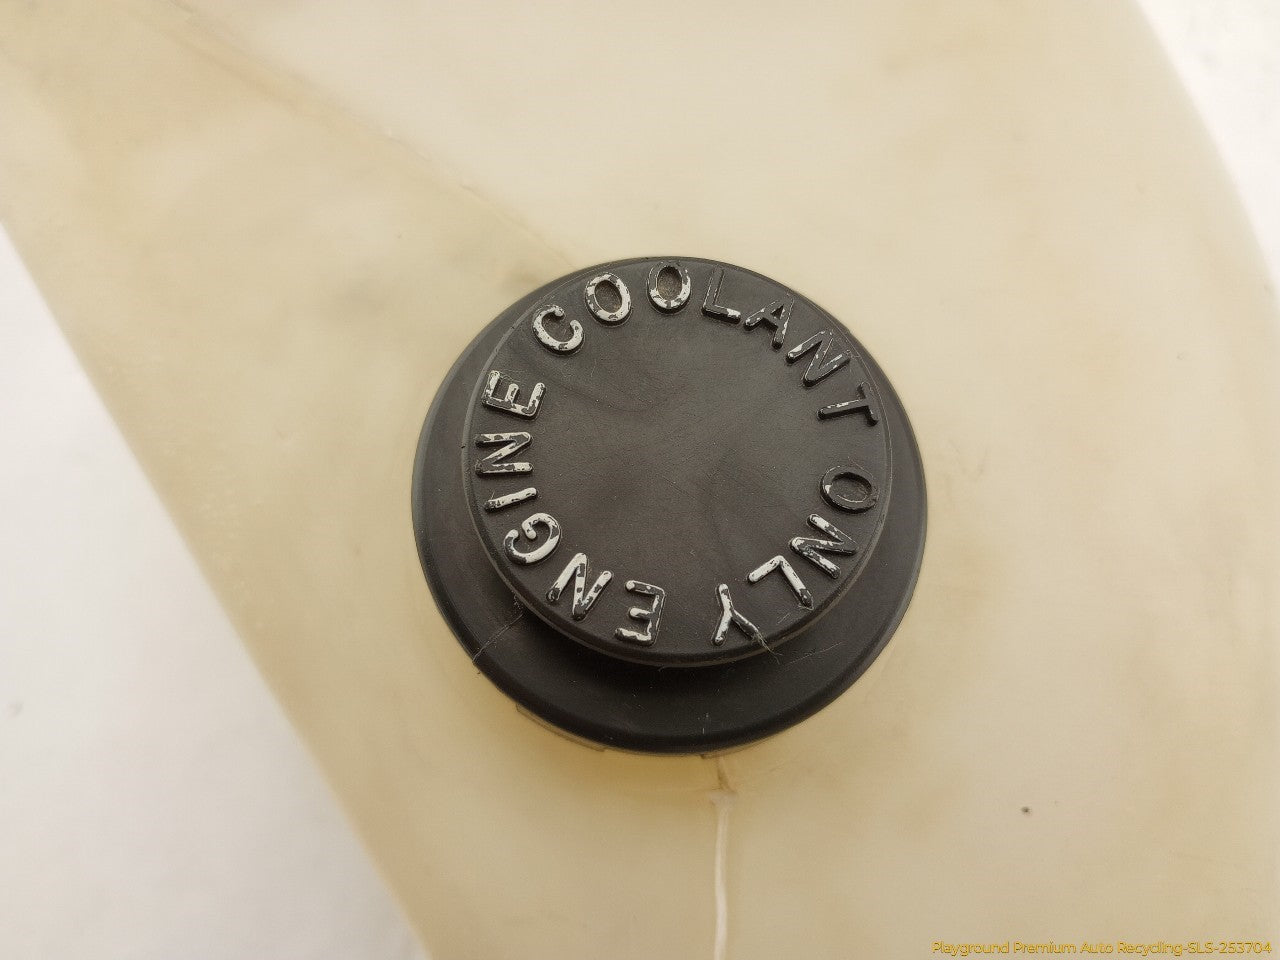 ENGINE COOLANT ONLY
Playground Premium Auto Recycling-SLS-253704